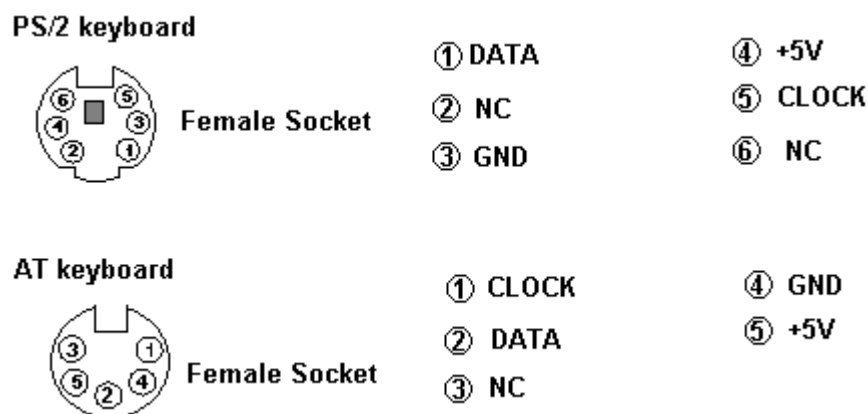 PS/2 keyboard
① DATA
④ +5V
② NC
⑤ CLOCK
③ GND
⑥ NC
6 5
4 3
2 1
Female Socket
AT keyboard
① CLOCK
④ GND
② DATA
⑤ +5V
③ NC
3 1
5 4
2
Female Socket